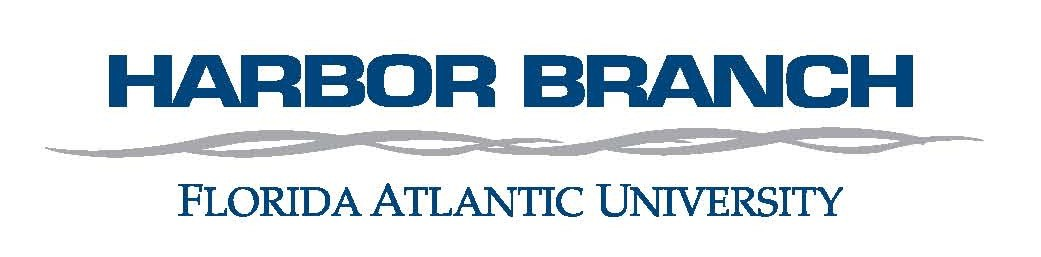 HARBOR BRANCH
FLORIDA ATLANTIC UNIVERSITY